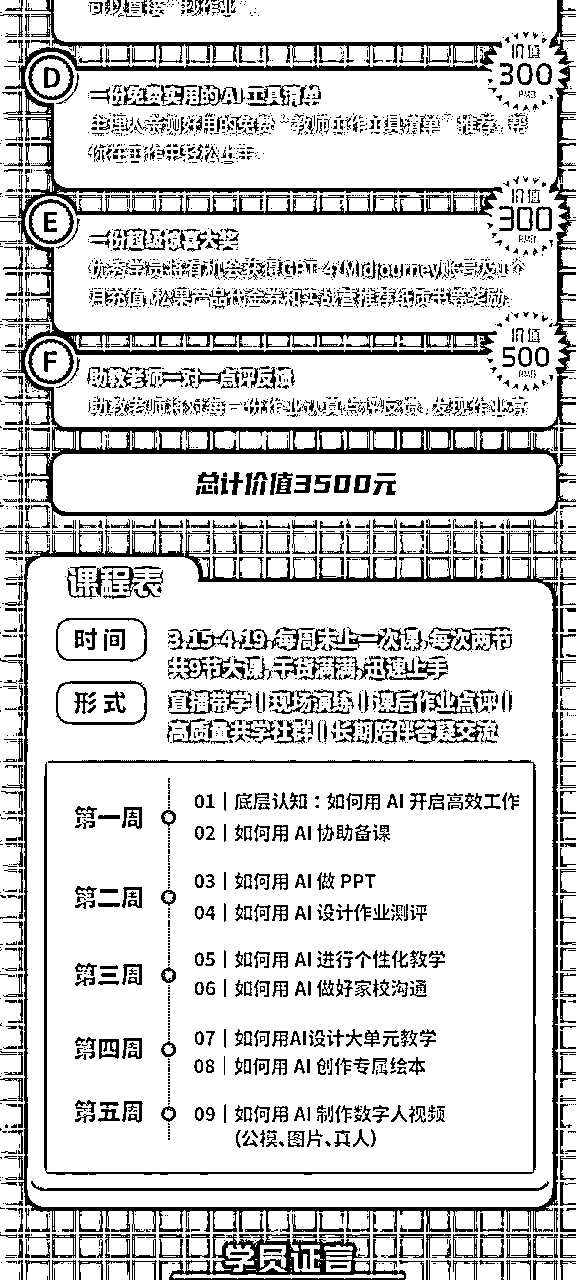 可以直接“抄作业”。
D
价值
300
RMB
一份免费实用的 AI 工具清单
主理人亲测好用的免费“教师工作工具清单”推荐，帮
你在工作中轻松上手。
E
价值
300
RMB
一份超级惊喜大奖
优秀学员将有机会获得GPT-4/Midjourney账号及1个
月充值、松果产品代金券和实战营推荐纸质书等奖励。
F
价值
500
RMB
助教老师一对一点评反馈
助教老师将对每一份作业认真点评反馈，发现作业亮
总计价值3500元
课程表
时间
3.15-4.19，每周末上一次课，每次两节
共9节大课，干货满满，迅速上手
形式
直播带学 | 现场演练 | 课后作业点评 |
高质量共学社群 | 长期陪伴答疑交流
第一周
01 | 底层认知：如何用 AI 开启高效工作
02 | 如何用 AI 协助备课
第二周
03 | 如何用 AI 做 PPT
04 | 如何用 AI 设计作业测评
第三周
05 | 如何用 AI 进行个性化教学
06 | 如何用 AI 做好家校沟通
第四周
07 | 如何用AI设计大单元教学
08 | 如何用 AI 创作专属绘本
第五周
09 | 如何用 AI 制作数字人视频
(公模、图片、真人)
学员证言